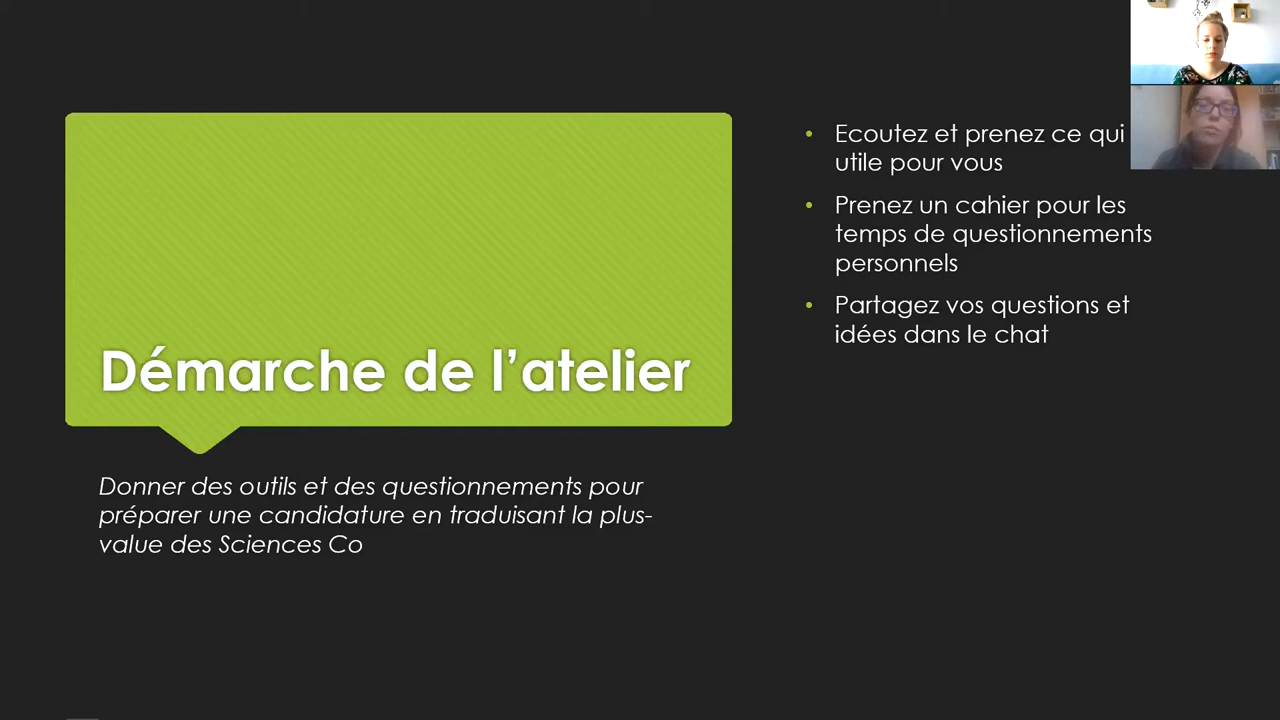 Démarche de l’atelier
Donner des outils et des questionnements pour
préparer une candidature en traduisant la plus-
value des Sciences Co
• Ecoutez et prenez ce qui
utile pour vous
• Prenez un cahier pour les
temps de questionnements
personnels
• Partagez vos questions et
idées dans le chat